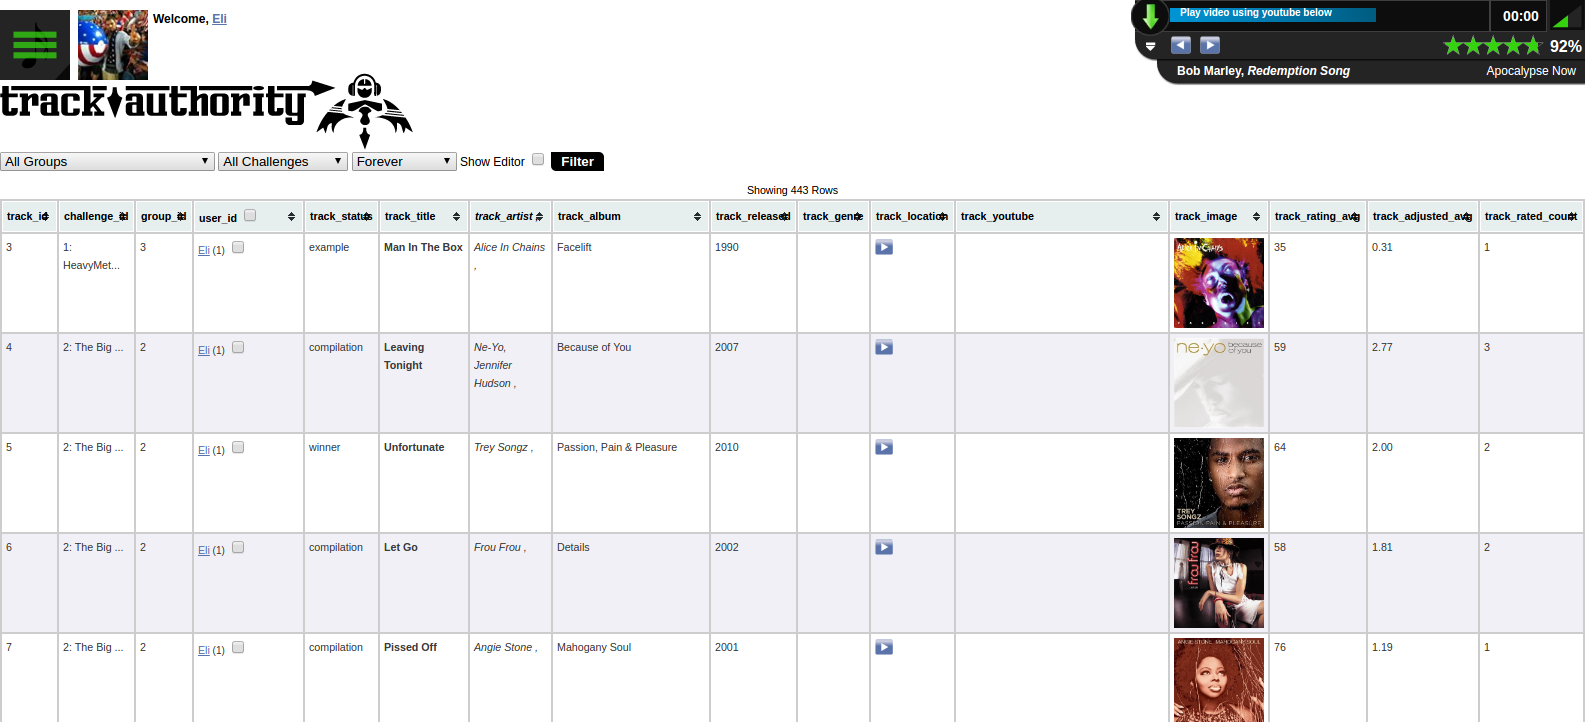 Welcome, Eli
Play video using youtube below
00:00
92%
Bob Marley, Redemption Song
Apocalypse Now
track authority
All Groups All Challenges Forever Show Editor Filter
Showing 443 Rows
track_id challenge_id group_id user_id track_status track_title track_artist , track_album track_released track_genre track_location track_youtube track_image track_rating_avg track_adjusted_avg track_rated_count
3 1: 3 Eli (1) example Man In The Box Alice In Chains Facelift 1990 35 0.31 1
HeavyMet... ,
4 2: The Big ... 2 Eli (1) compilation Leaving Ne-Yo, Because of You 2007 ne·yo because 59 2.77 3
Tonight Jennifer of you
Hudson ,
5 2: The Big ... 2 Eli (1) winner Unfortunate Trey Songz , Passion, Pain & Pleasure 2010 64 2.00 2
TREY
SONGZ
PASSION, PAIN & PLEASURE
6 2: The Big ... 2 Eli (1) compilation Let Go Frou Frou , Details 2002 58 1.81 2
frou frou
7 2: The Big ... 2 Eli (1) compilation Pissed Off Angie Stone , Mahogany Soul 2001 ANGIE STONE MAHOGANY SOUL 76 1.19 1